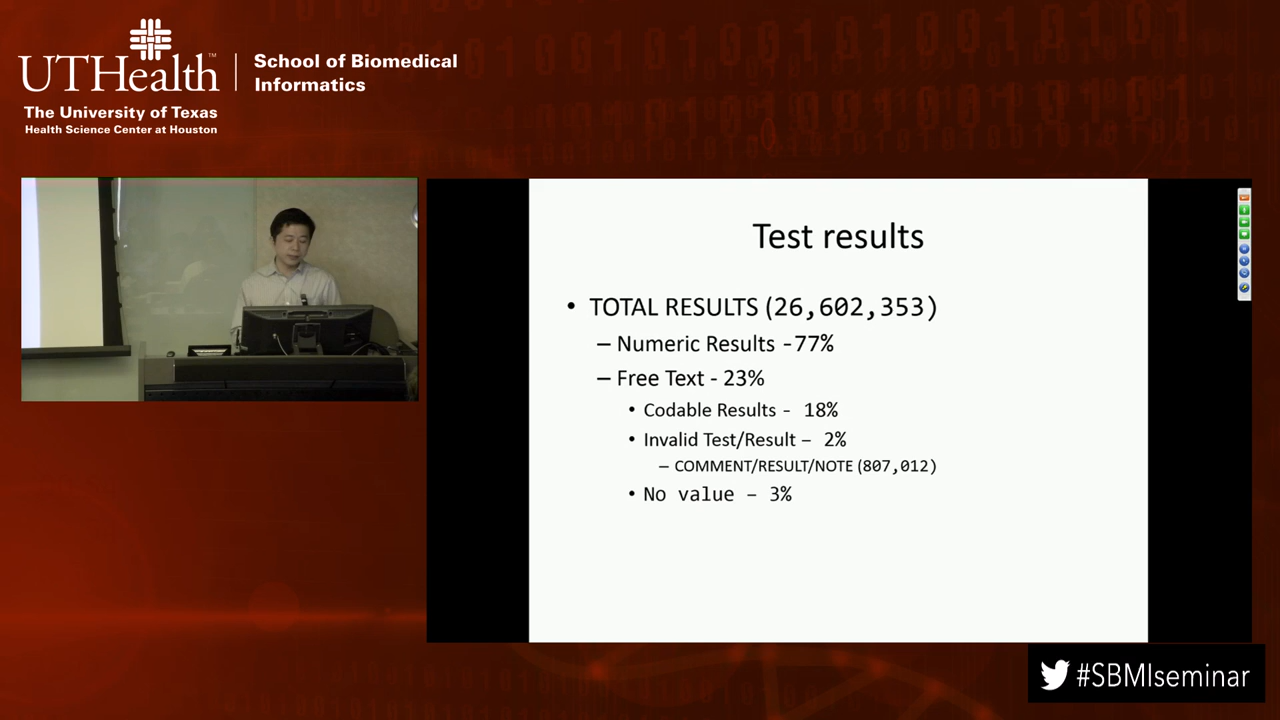 UTHealth™
School of Biomedical
Informatics
The University of Texas
Health Science Center at Houston
Test results
• TOTAL RESULTS (26,602,353)
– Numeric Results -77%
– Free Text - 23%
• Codable Results - 18%
• Invalid Test/Result – 2%
– COMMENT/RESULT/NOTE (807,012)
• No value – 3%
#SBMIseminar